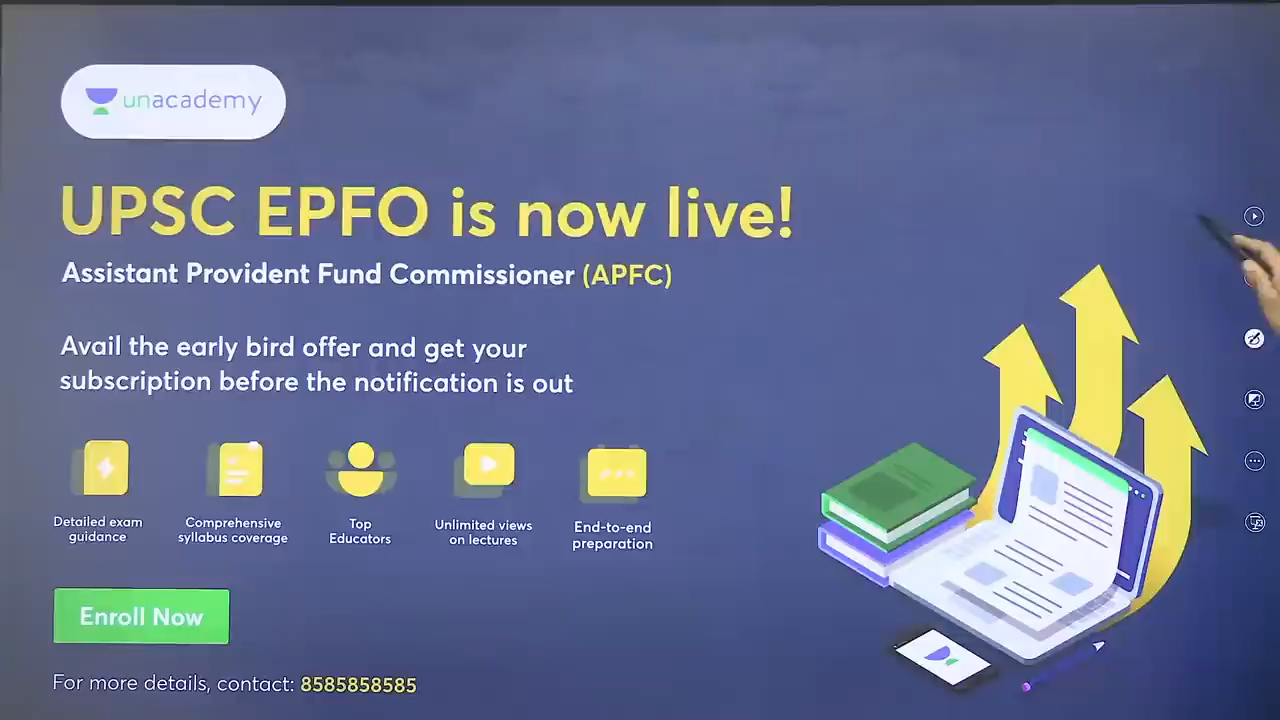 unacademy
UPSC EPFO is now live!
Assistant Provident Fund Commissioner (APFC)
Avail the early bird offer and get your
subscription before the notification is out
Detailed exam
guidance
Comprehensive
syllabus coverage
Top
Educators
Unlimited views
on lectures
End-to-end
preparation
Enroll Now
For more details, contact: 8585858585